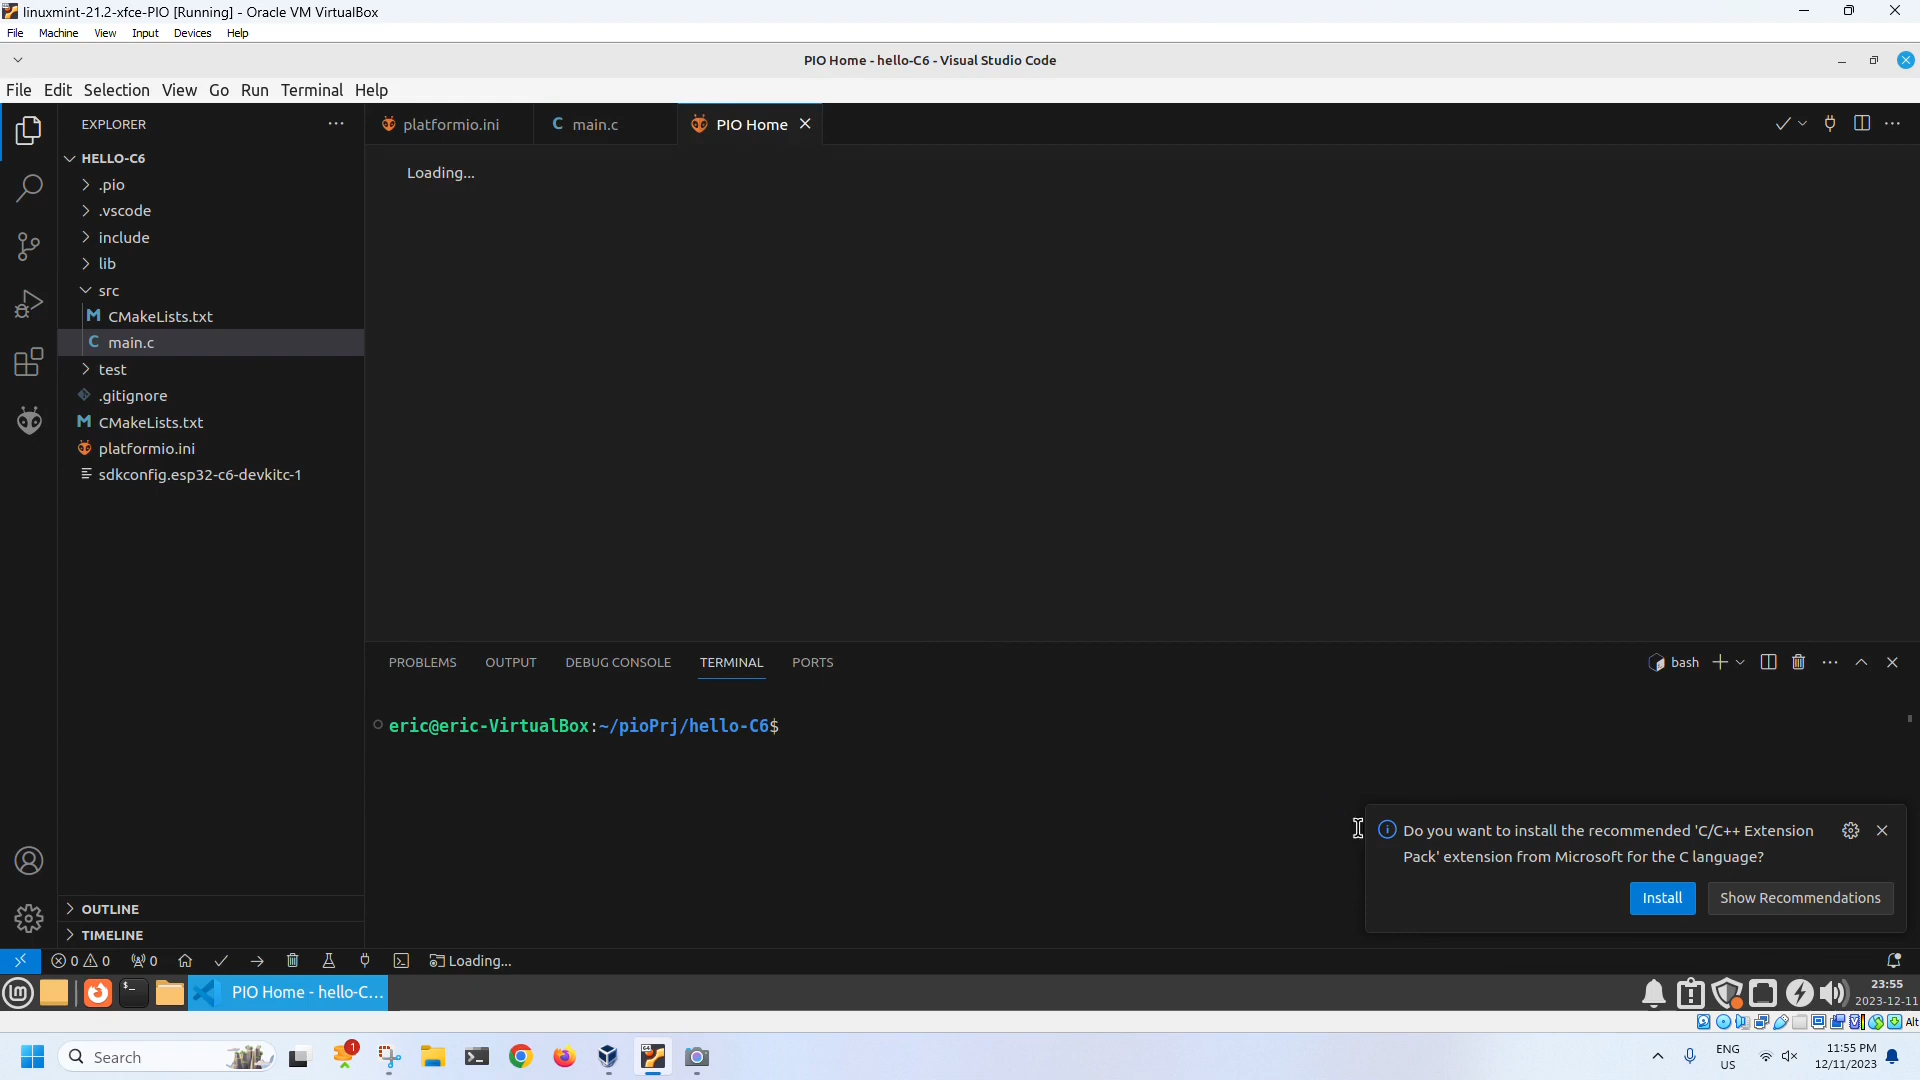 linuxmint-21.2-xfce-PIO [Running] - Oracle VM VirtualBox
File Machine View Input Devices Help
PIO Home - hello-C6 - Visual Studio Code
File Edit Selection View Go Run Terminal Help
EXPLORER
platformio.ini
main.c
PIO Home
HELLO-C6
.pio
.vscode
include
lib
src
CMakeLists.txt
main.c
test
.gitignore
CMakeLists.txt
platformio.ini
sdkconfig.esp32-c6-devkitc-1
OUTLINE
TIMELINE
Loading...
PROBLEMS OUTPUT DEBUG CONSOLE TERMINAL PORTS
bash
eric@eric-VirtualBox:~/pioPrj/hello-C6$
Do you want to install the recommended 'C/C++ Extension
Pack' extension from Microsoft for the C language?
Install
Show Recommendations
0 0 0
Loading...
PIO Home - hello-C...
23:55
2023-12-11
Alt
Search
1
ENG
US
11:55 PM
12/11/2023